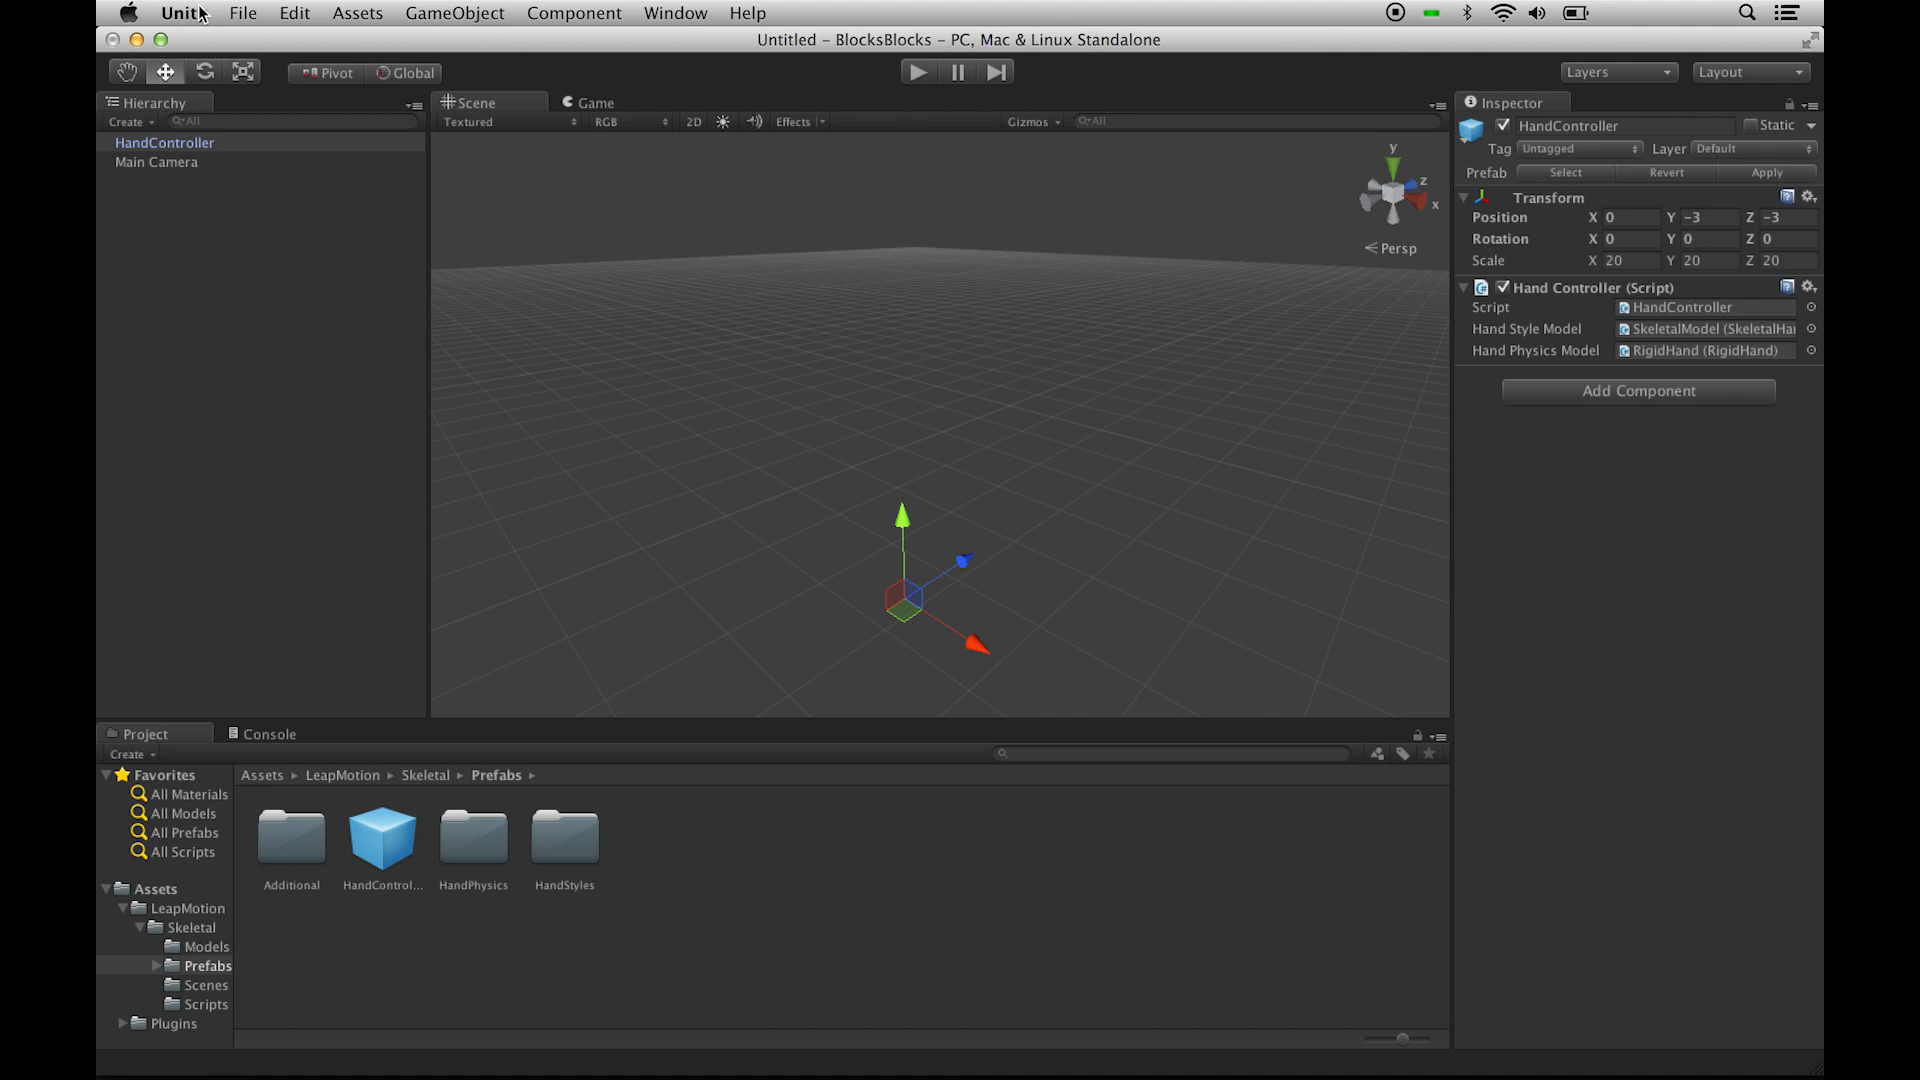 Unit File Edit Assets GameObject Component Window Help
Untitled – BlocksBlocks – PC, Mac & Linux Standalone
Pivot Global Layers Layout
Hierarchy Scene Game Inspector
Create All Textured RGB 2D Effects Gizmos All
HandController
Main Camera
HandController Static
Tag Untagged Layer Default
Prefab Select Revert Apply
Transform
Position X 0 Y -3 Z -3
Rotation X 0 Y 0 Z 0
Scale X 20 Y 20 Z 20
Hand Controller (Script)
Script HandController
Hand Style Model SkeletalModel (SkeletalHa
Hand Physics Model RigidHand (RigidHand)
Add Component
y
z
x
Persp
Project Console
Create
Favorites
All Materials
All Models
All Prefabs
All Scripts
Assets
LeapMotion
Skeletal
Models
Prefabs
Scenes
Scripts
Plugins
Assets LeapMotion Skeletal Prefabs
Additional HandControl... HandPhysics HandStyles